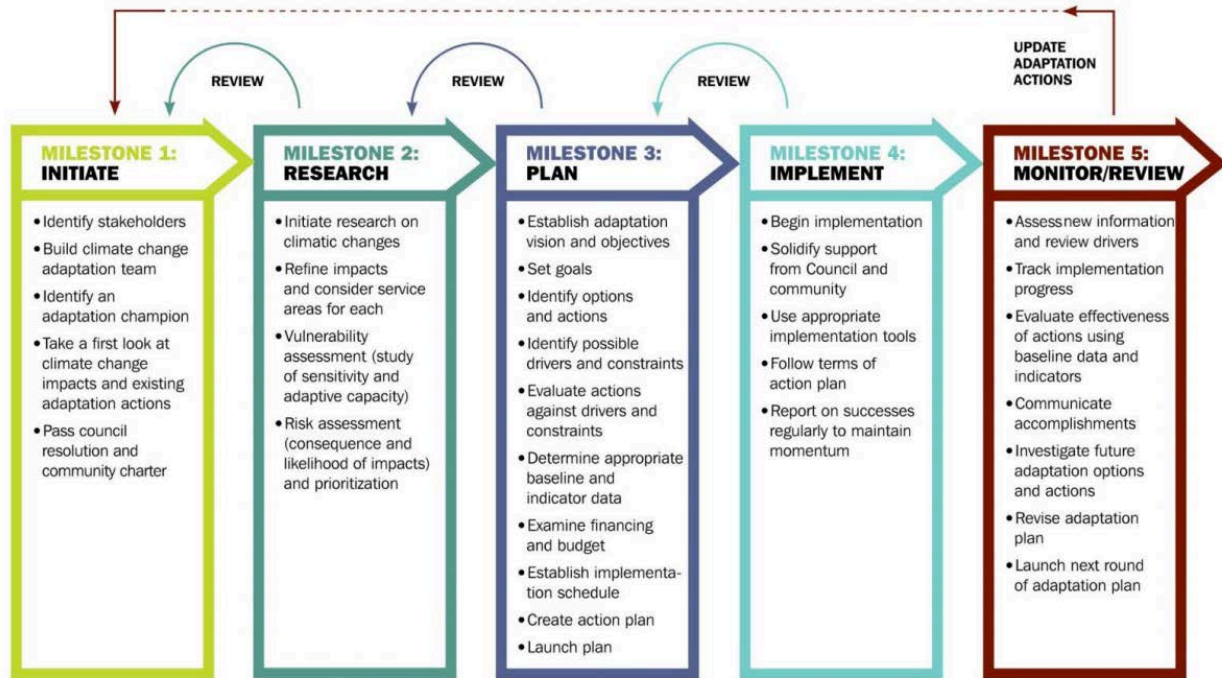 UPDATE
ADAPTATION
ACTIONS
REVIEW
REVIEW
REVIEW
MILESTONE 1:
INITIATE
• Identify stakeholders
• Build climate change
adaptation team
• Identify an
adaptation champion
• Take a first look at
climate change
impacts and existing
adaptation actions
• Pass council
resolution and
community charter
MILESTONE 2:
RESEARCH
• Initiate research on
climatic changes
• Refine impacts
and consider service
areas for each
• Vulnerability
assessment (study
of sensitivity and
adaptive capacity)
• Risk assessment
(consequence and
likelihood of impacts)
and prioritization
MILESTONE 3:
PLAN
• Establish adaptation
vision and objectives
• Set goals
• Identify options
and actions
• Identify possible
drivers and constraints
• Evaluate actions
against drivers and
constraints
• Determine appropriate
baseline and
indicator data
• Examine financing
and budget
• Establish implementa-
tion schedule
• Create action plan
• Launch plan
MILESTONE 4:
IMPLEMENT
• Begin implementation
• Solidify support
from Council and
community
• Use appropriate
implementation tools
• Follow terms of
action plan
• Report on successes
regularly to maintain
momentum
MILESTONE 5:
MONITOR/REVIEW
• Assess new information
and review drivers
• Track implementation
progress
• Evaluate effectiveness
of actions using
baseline data and
indicators
• Communicate
accomplishments
• Investigate future
adaptation options
and actions
• Revise adaptation
plan
• Launch next round
of adaptation plan